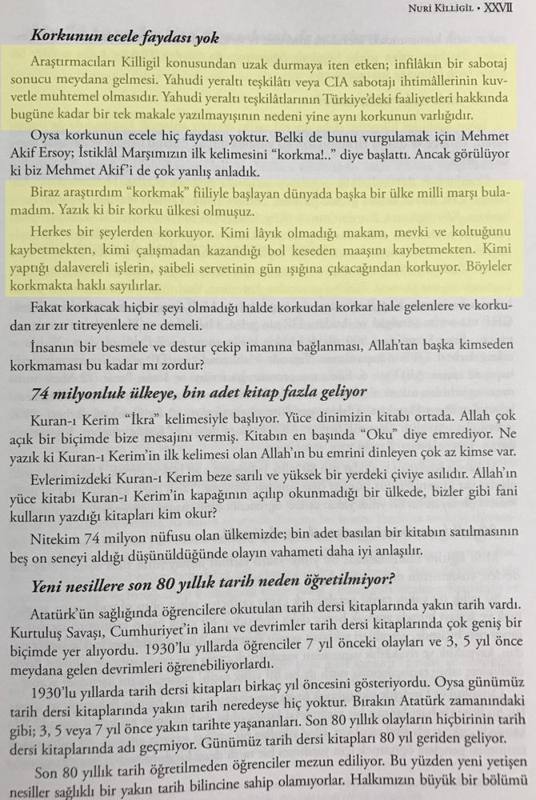 NURİ KİLLİGİL • XXVII
Korkunun ecele faydası yok
Araştırmacıları Killigil konusundan uzak durmaya iten etken; infilâkın bir sabotaj
sonucu meydana gelmesi. Yahudi yeraltı teşkilâtı veya CIA sabotajı ihtimâllerinin kuv-
vetle muhtemel olmasıdır. Yahudi yeraltı teşkilâtlarının Türkiye'deki faaliyetleri hakkında
bugüne kadar bir tek makale yazılmayışının nedeni yine aynı korkunun varlığıdır.
Oysa korkunun ecele hiç faydası yoktur. Belki de bunu vurgulamak için Mehmet
Akif Ersoy; İstiklâl Marşımızın ilk kelimesini "korkma!.." diye başlattı. Ancak görülüyor
ki biz Mehmet Akif'i de çok yanlış anladık.
Biraz araştırdım "korkmak" fiiliyle başlayan dünyada başka bir ülke milli marşı bula-
madım. Yazık ki bir korku ülkesi olmuşuz.
Herkes bir şeylerden korkuyor. Kimi lâyık olmadığı makam, mevki ve koltuğunu
kaybetmekten, kimi çalışmadan kazandığı bol keseden maaşını kaybetmekten. Kimi
yaptığı dalavereli işlerin, şaibeli servetinin gün ışığına çıkacağından korkuyor. Böyleler
korkmakta haklı sayılırlar.
Fakat korkacak hiçbir şeyi olmadığı halde korkudan korkar hale gelenlere ve korku-
dan zır zır titreyenlere ne demeli.
İnsanın bir besmele ve destur çekip imanına bağlanması, Allah'tan başka kimseden
korkmaması bu kadar mı zordur?
74 milyonluk ülkeye, bin adet kitap fazla geliyor
Kuran-ı Kerim "İkra" kelimesiyle başlıyor. Yüce dinimizin kitabı ortada. Allah çok
açık bir biçimde bize mesajını vermiş. Kitabın en başında "Oku" diye emrediyor. Ne
yazık ki Kuran-ı Kerim'in ilk kelimesi olan Allah'ın bu emrini dinleyen çok az kimse var.
Evlerimizdeki Kuran-ı Kerim beze sarılı ve yüksek bir yerdeki çiviye asılıdır. Allah'ın
yüce kitabı Kuran-ı Kerim'in kapağının açılıp okunmadığı bir ülkede, bizler gibi fani
kulların yazdığı kitapları kim okur?
Nitekim 74 milyon nüfusu olan ülkemizde; bin adet basılan bir kitabın satılmasının
beş on seneyi aldığı düşünüldüğünde olayın vahameti daha iyi anlaşılır.
Yeni nesillere son 80 yıllık tarih neden öğretilmiyor?
Atatürk'ün sağlığında öğrencilere okutulan tarih dersi kitaplarında yakın tarih vardı.
Kurtuluş Savaşı, Cumhuriyet'in ilanı ve devrimler tarih dersi kitaplarında çok geniş bir
biçimde yer alıyordu. 1930'lu yıllarda öğrenciler 7 yıl önceki olayları ve 3, 5 yıl önce
meydana gelen devrimleri öğrenebiliyorlardı.
1930'lu yıllarda tarih dersi kitapları birkaç yıl öncesini gösteriyordu. Oysa günümüz
tarih dersi kitaplarında yakın tarih neredeyse hiç yoktur. Bırakın Atatürk zamanındaki
gibi; 3, 5 veya 7 yıl önce yakın tarihte yaşananları. Son 80 yıllık olayların hiçbirinin tarih
dersi kitaplarında adı geçmiyor. Günümüz tarih dersi kitapları 80 yıl geriden geliyor.
Son 80 yıllık tarih öğretilmeden öğrenciler mezun ediliyor. Bu yüzden yeni yetişen
nesiller sağlıklı bir yakın tarih bilincine sahip olamıyorlar. Halkımızın büyük bir bölümü